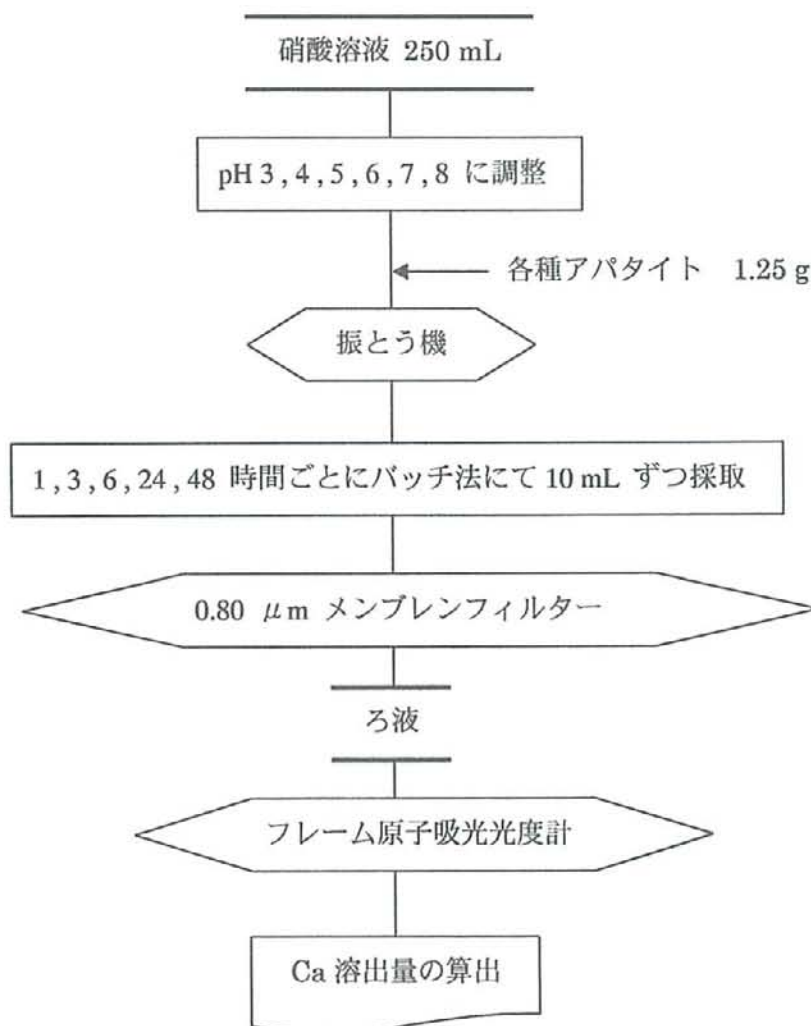 硝酸溶液 250 mL
pH 3 , 4 , 5 , 6 , 7 , 8 に調整
各種アパタイト 1.25 g
振とう機
1 , 3 , 6 , 24 , 48 時間ごとにバッチ法にて 10 mL ずつ採取
0.80 μm メンブレンフィルター
ろ液
フレーム原子吸光光度計
Ca 溶出量の算出